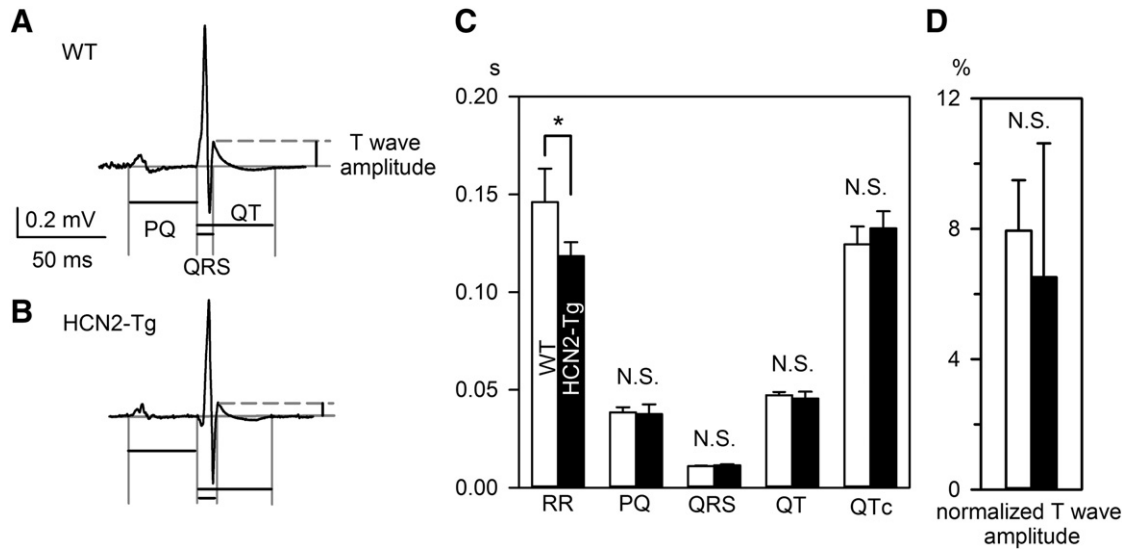 A
WT
T wave
amplitude
0.2 mV
50 ms
PQ
QT
QRS
B
HCN2-Tg
C
s
0.20
0.15
0.10
0.05
0.00
*
WT
HCN2-Tg
N.S.
N.S.
N.S.
N.S.
RR
PQ
QRS
QT
QTc
D
%
12
8
4
0
N.S.
normalized T wave
amplitude